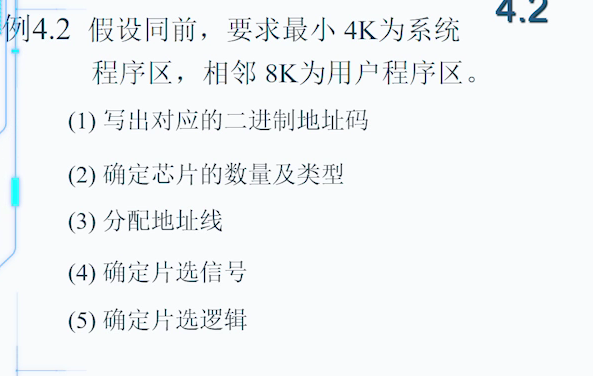 4.2
例4.2 假设同前，要求最小 4K为系统
程序区，相邻 8K为用户程序区。
(1) 写出对应的二进制地址码
(2) 确定芯片的数量及类型
(3) 分配地址线
(4) 确定片选信号
(5) 确定片选逻辑